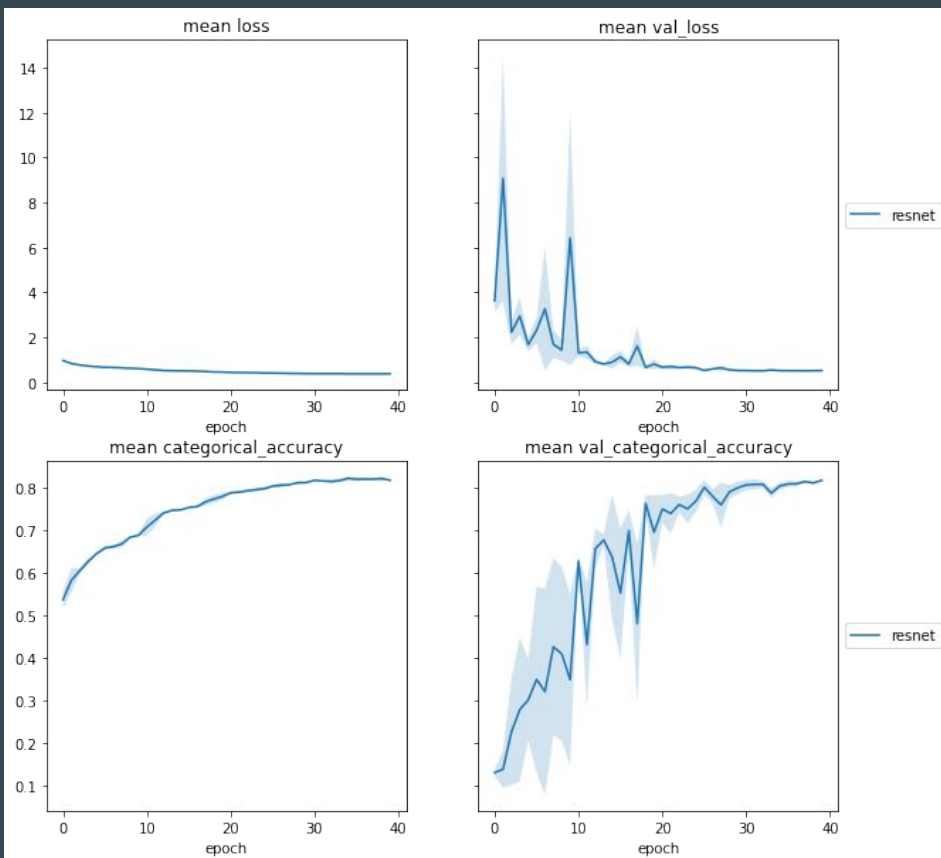 mean loss
mean val_loss
14
12
10
8
6
4
2
0
0 10 20 30 40
0 10 20 30 40
epoch
epoch
resnet
mean categorical_accuracy
mean val_categorical_accuracy
0.8
0.7
0.6
0.5
0.4
0.3
0.2
0.1
0 10 20 30 40
0 10 20 30 40
epoch
epoch
resnet